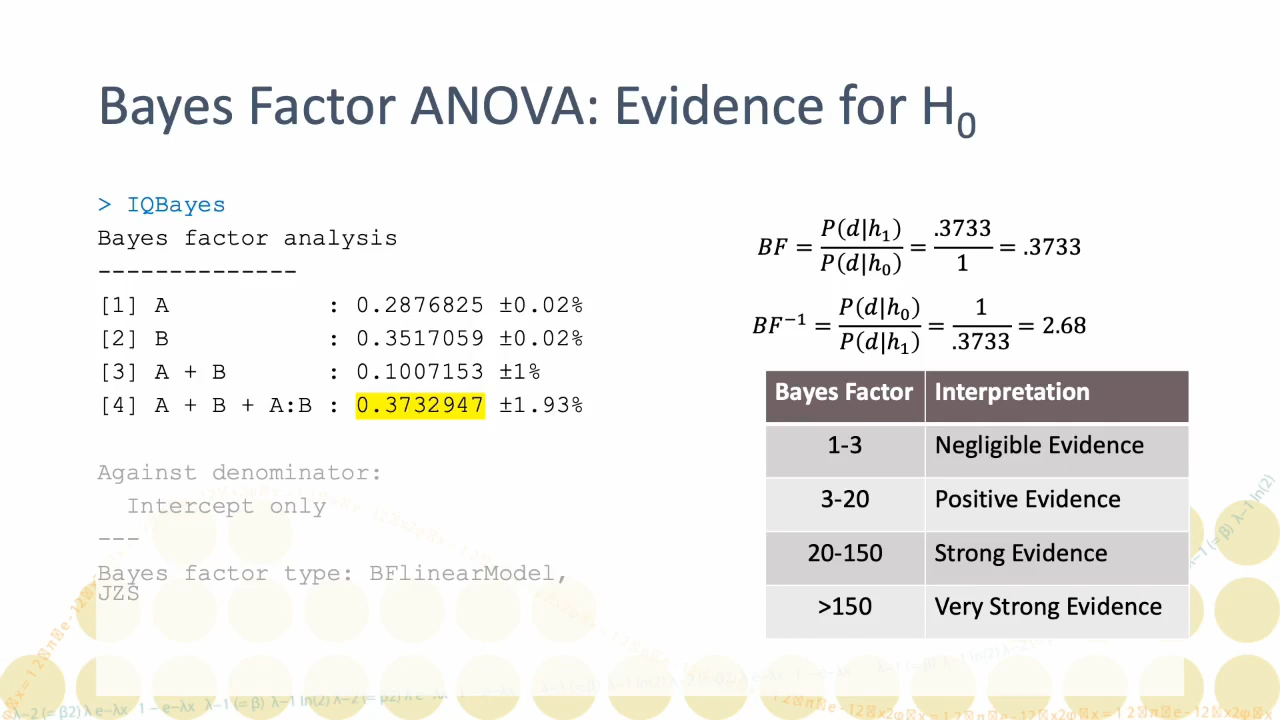 Bayes Factor ANOVA: Evidence for H₀
> IQBayes
Bayes factor analysis
--------------
[1] A : 0.2876825 ±0.02%
[2] B : 0.3517059 ±0.02%
[3] A + B : 0.1007153 ±1%
[4] A + B + A:B : 0.3732947 ±1.93%
Against denominator:
Intercept only
---
Bayes factor type: BFlinearModel,
JZS
BF = P(d|h₁) / P(d|h₀) = .3733 / 1 = .3733
BF⁻¹ = P(d|h₀) / P(d|h₁) = 1 / .3733 = 2.68
Bayes Factor Interpretation
1-3 Negligible Evidence
3-20 Positive Evidence
20-150 Strong Evidence
>150 Very Strong Evidence